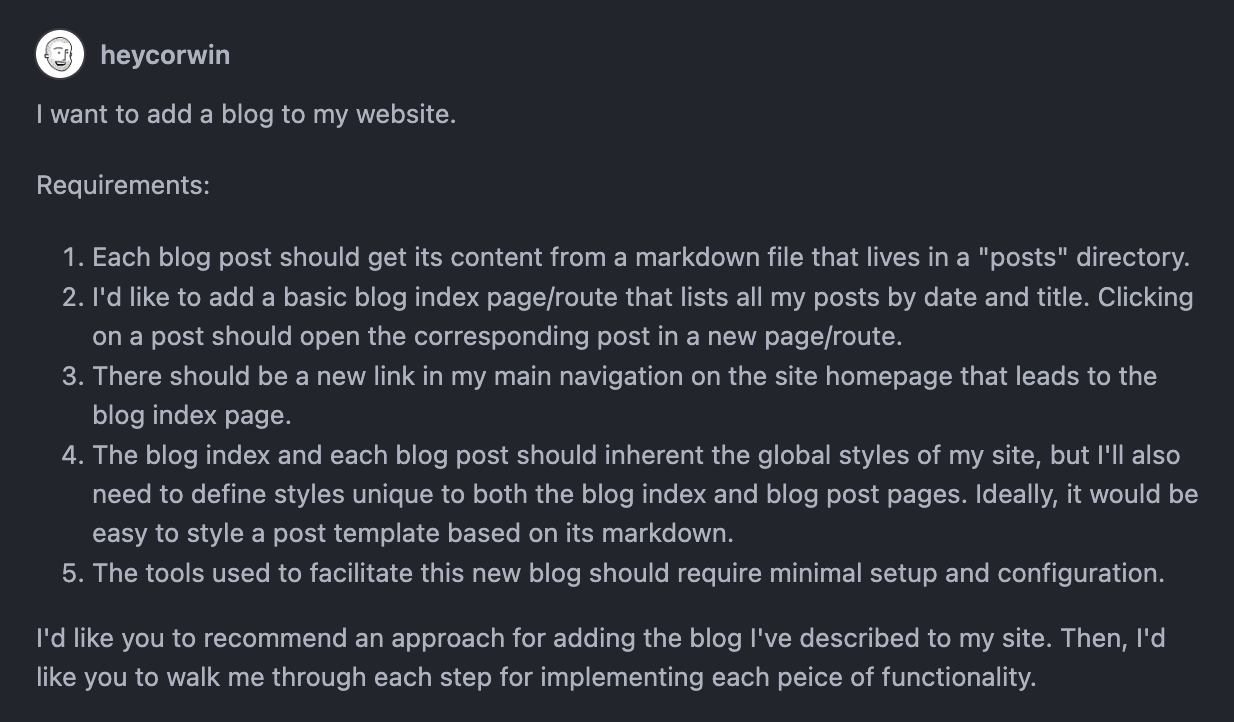 heycorwin
I want to add a blog to my website.
Requirements:
1. Each blog post should get its content from a markdown file that lives in a "posts" directory.
2. I'd like to add a basic blog index page/route that lists all my posts by date and title. Clicking
on a post should open the corresponding post in a new page/route.
3. There should be a new link in my main navigation on the site homepage that leads to the
blog index page.
4. The blog index and each blog post should inherent the global styles of my site, but I'll also
need to define styles unique to both the blog index and blog post pages. Ideally, it would be
easy to style a post template based on its markdown.
5. The tools used to facilitate this new blog should require minimal setup and configuration.
I'd like you to recommend an approach for adding the blog I've described to my site. Then, I'd
like you to walk me through each step for implementing each peice of functionality.